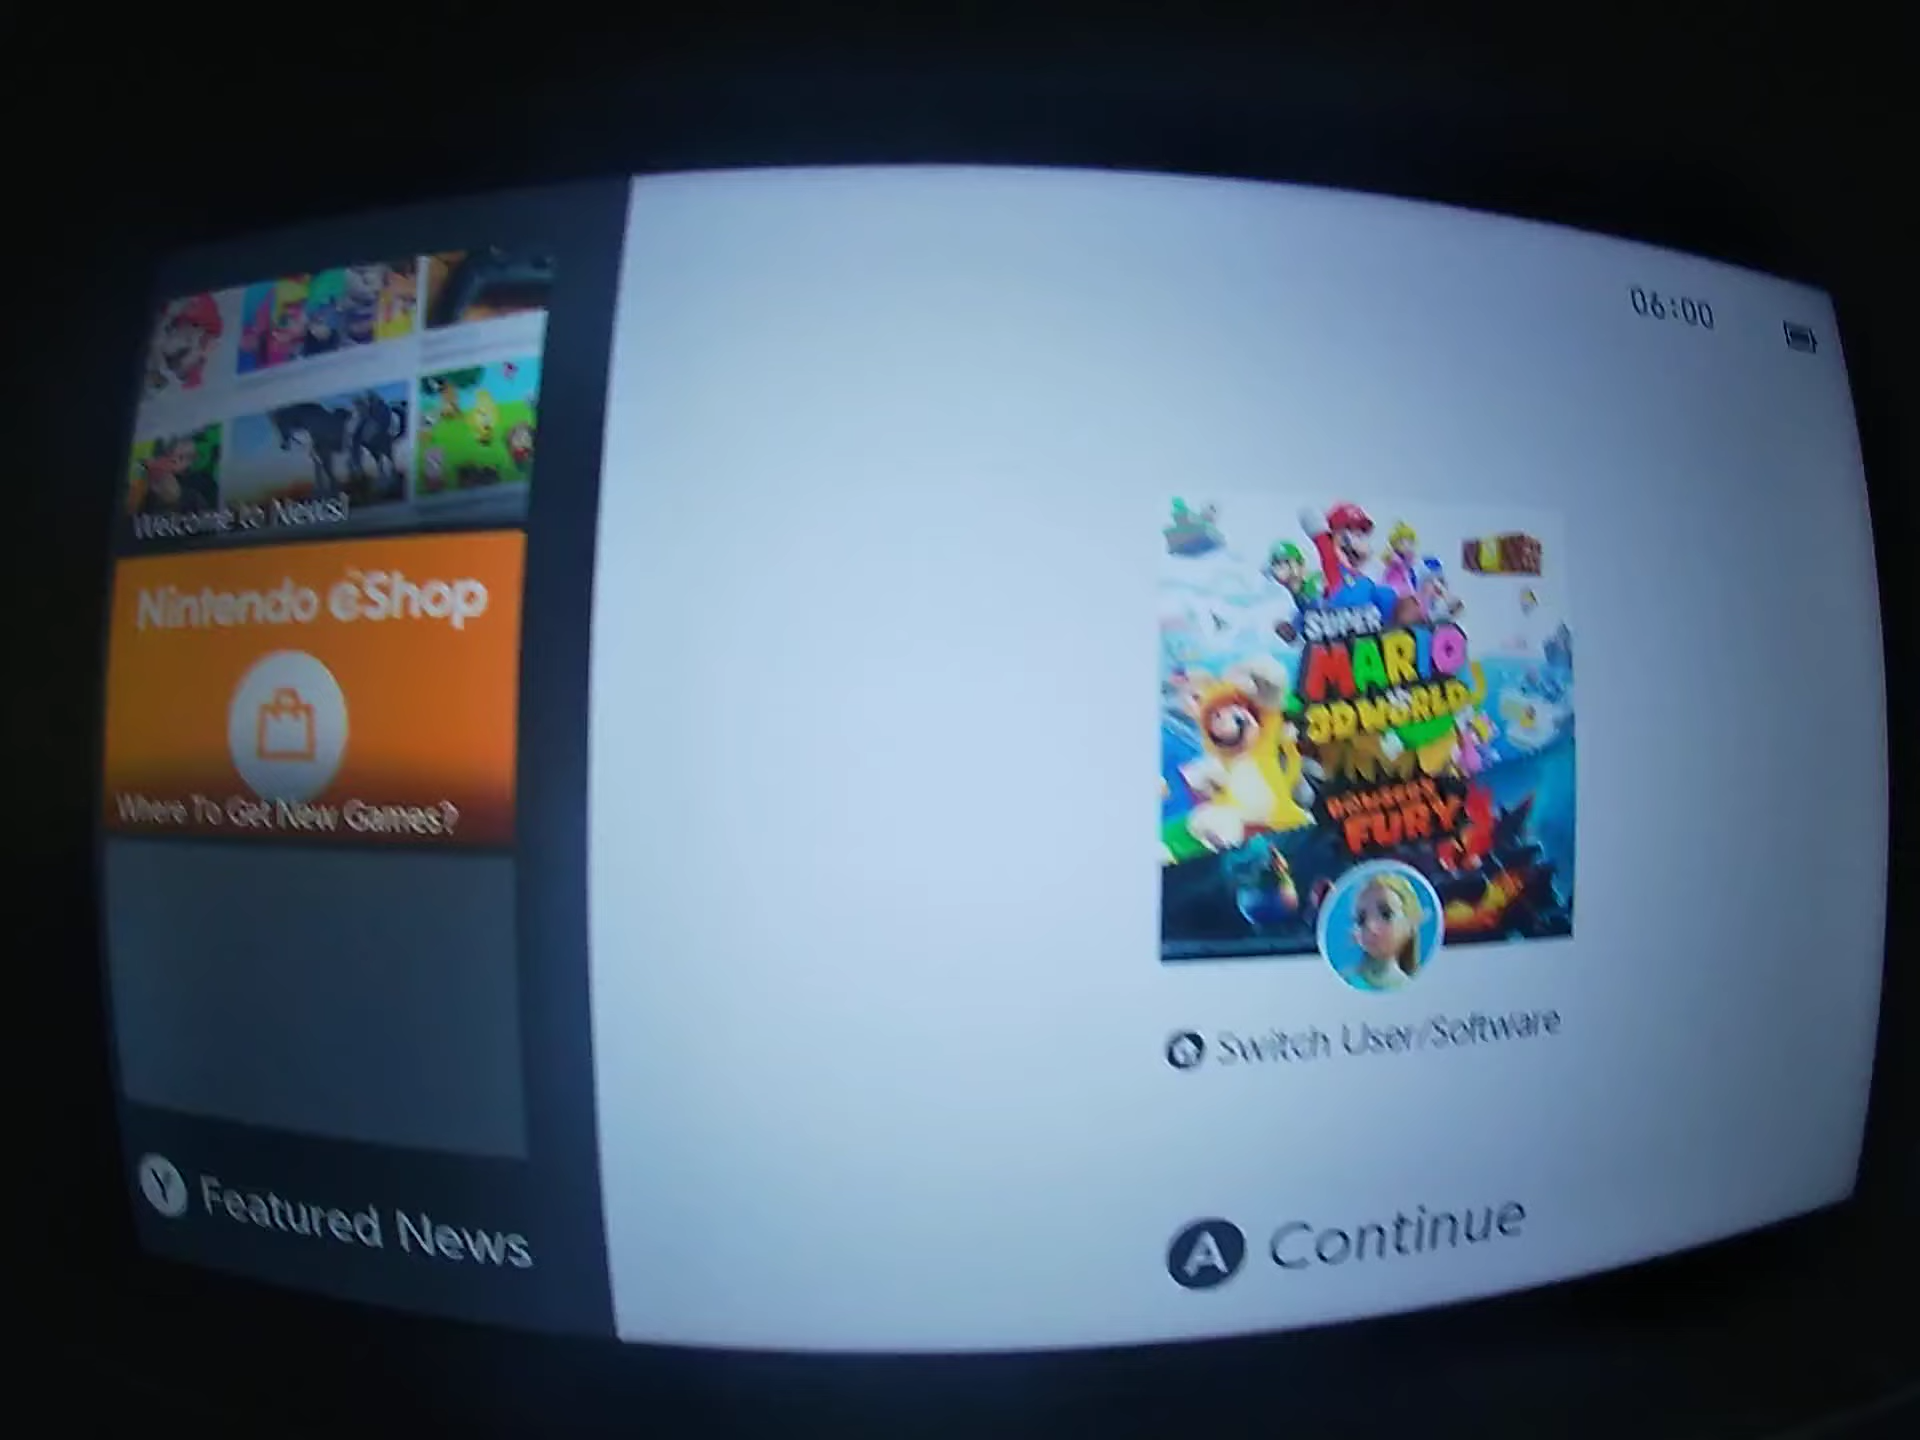 Welcome to News!
Nintendo eShop
Where To Get New Games?
Y Featured News
06:00
SUPER
MARIO
3D WORLD
BOWSER'S
FURY
Switch User/Software
A Continue